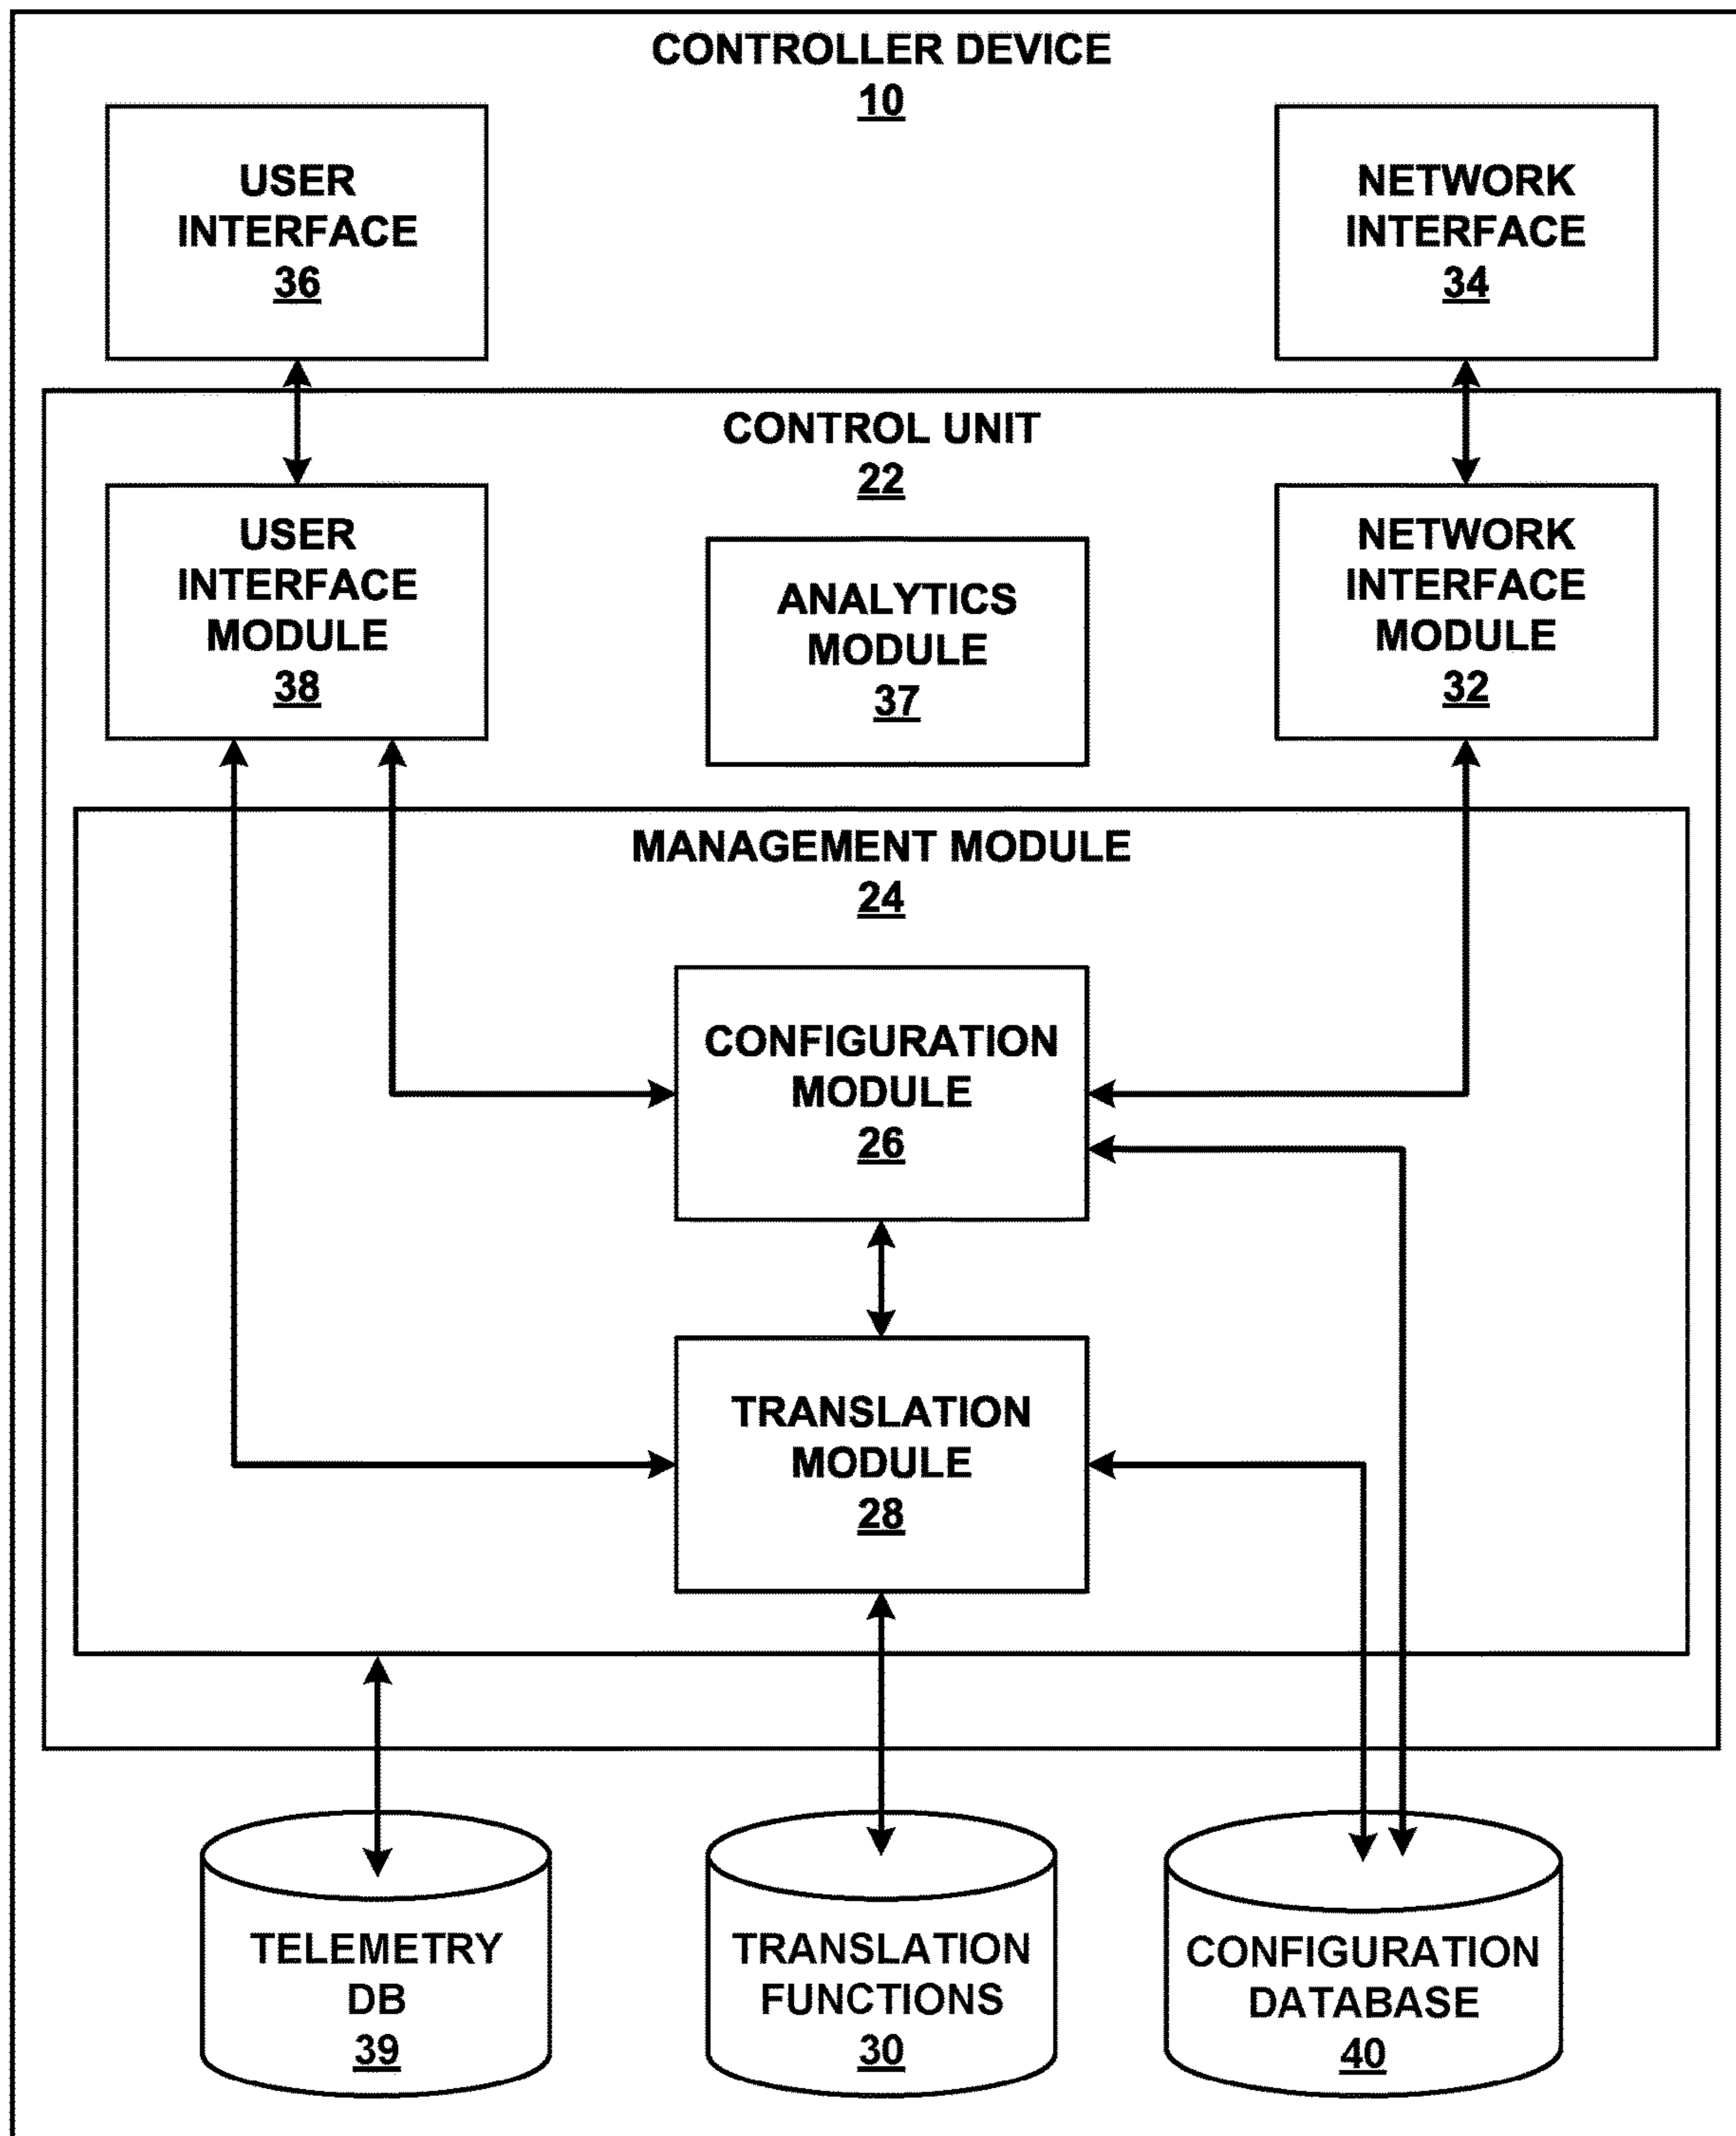 CONTROLLER DEVICE
10
USER
INTERFACE
36
NETWORK
INTERFACE
34
CONTROL UNIT
22
USER
INTERFACE
MODULE
38
ANALYTICS
MODULE
37
NETWORK
INTERFACE
MODULE
32
MANAGEMENT MODULE
24
CONFIGURATION
MODULE
26
TRANSLATION
MODULE
28
TELEMETRY
DB
39
TRANSLATION
FUNCTIONS
30
CONFIGURATION
DATABASE
40